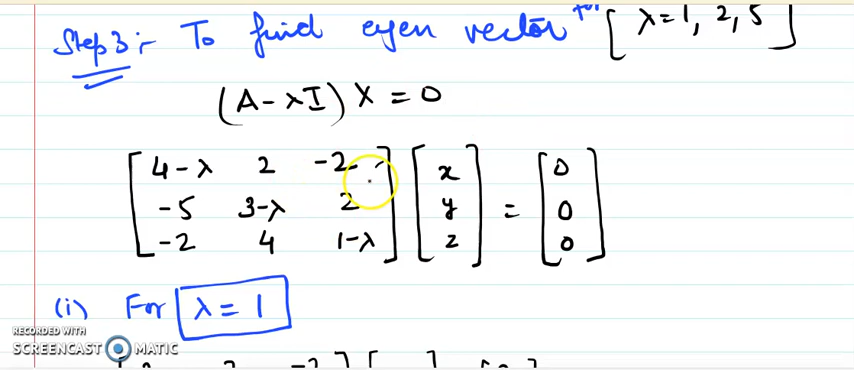 Step 3:- To find eyen vector for [ λ = 1, 2, 5 ]
(A - λI) X = 0
[ 4-λ 2 -2 ] [ x ] = [ 0 ]
[ -5 3-λ 2 ] [ y ] = [ 0 ]
[ -2 4 1-λ ] [ z ] = [ 0 ]
(i) For λ = 1
RECORDED WITH
SCREENCAST MATIC